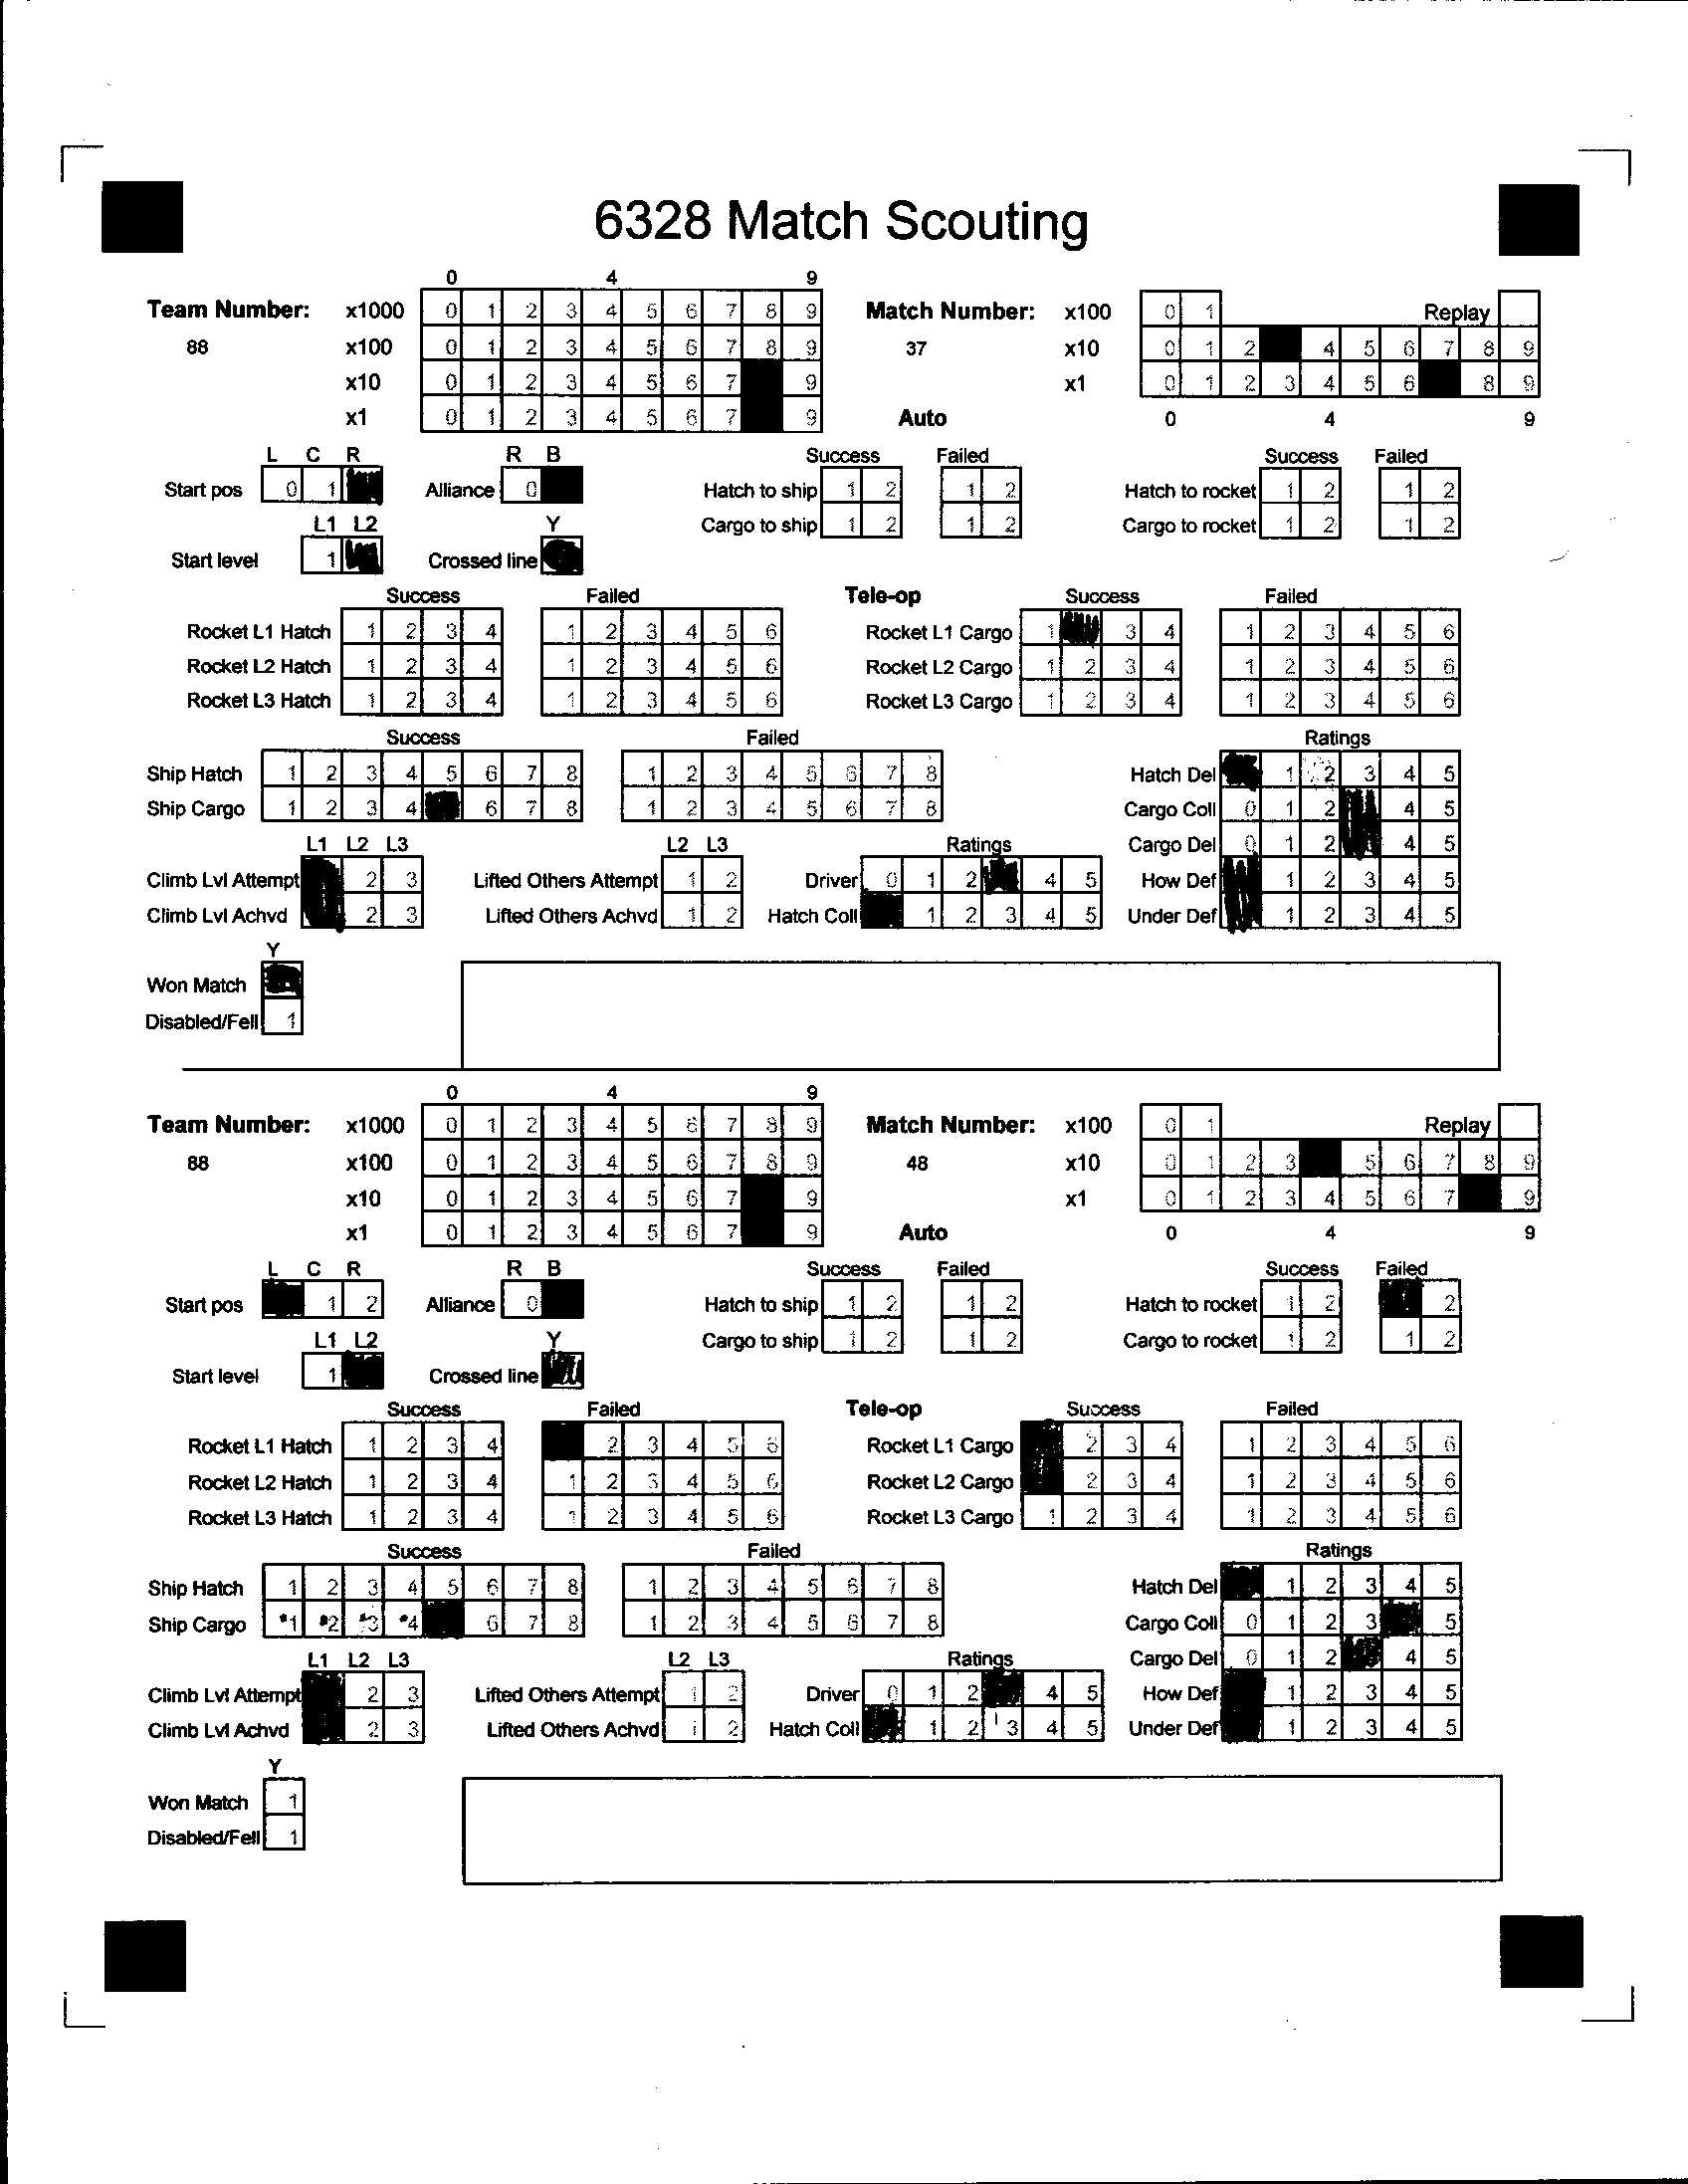 6328 Match Scouting
0 4 9
Team Number: x1000 0 1 2 3 4 5 6 7 8 9 Match Number: x100 0 1 Replay
88 x100 0 1 2 3 4 5 6 7 8 9 37 x10 0 1 2 4 5 6 7 8 9
x10 0 1 2 3 4 5 6 7 9 x1 0 1 2 3 4 5 6 8 9
x1 0 1 2 3 4 5 6 7 9 Auto 0 4 9
L C R R B Success Failed Success Failed
Start pos 0 1 Alliance 0 Hatch to ship 1 2 1 2 Hatch to rocket 1 2 1 2
L1 L2 Y Cargo to ship 1 2 1 2 Cargo to rocket 1 2 1 2
Start level 1 Crossed line
Success Failed Tele-op Success Failed
Rocket L1 Hatch 1 2 3 4 1 2 3 4 5 6 Rocket L1 Cargo 1 3 4 1 2 3 4 5 6
Rocket L2 Hatch 1 2 3 4 1 2 3 4 5 6 Rocket L2 Cargo 1 2 3 4 1 2 3 4 5 6
Rocket L3 Hatch 1 2 3 4 1 2 3 4 5 6 Rocket L3 Cargo 1 2 3 4 1 2 3 4 5 6
Success Failed Ratings
Ship Hatch 1 2 3 4 5 6 7 8 1 2 3 4 5 6 7 8 Hatch Del 1 2 3 4 5
Ship Cargo 1 2 3 4 6 7 8 1 2 3 4 5 6 7 8 Cargo Coll 0 1 2 4 5
L1 L2 L3 L2 L3 Ratings Cargo Del 0 1 2 4 5
Climb Lvl Attempt 2 3 Lifted Others Attempt 1 2 Driver 0 1 2 4 5 How Def 1 2 3 4 5
Climb Lvl Achvd 2 3 Lifted Others Achvd 1 2 Hatch Coll 1 2 3 4 5 Under Def 1 2 3 4 5
Y
Won Match
Disabled/Fell 1
0 4 9
Team Number: x1000 0 1 2 3 4 5 6 7 8 9 Match Number: x100 0 1 Replay
88 x100 0 1 2 3 4 5 6 7 8 9 48 x10 0 1 2 3 5 6 7 8 9
x10 0 1 2 3 4 5 6 7 9 x1 0 1 2 3 4 5 6 7 9
x1 0 1 2 3 4 5 6 7 9 Auto 0 4 9
L C R R B Success Failed Success Failed
Start pos 1 2 Alliance 0 Hatch to ship 1 2 1 2 Hatch to rocket 1 2 2
L1 L2 Y Cargo to ship 1 2 1 2 Cargo to rocket 1 2 1 2
Start level 1 Crossed line
Success Failed Tele-op Success Failed
Rocket L1 Hatch 1 2 3 4 2 3 4 5 6 Rocket L1 Cargo 2 3 4 1 2 3 4 5 6
Rocket L2 Hatch 1 2 3 4 1 2 3 4 5 6 Rocket L2 Cargo 2 3 4 1 2 3 4 5 6
Rocket L3 Hatch 1 2 3 4 1 2 3 4 5 6 Rocket L3 Cargo 1 2 3 4 1 2 3 4 5 6
Success Failed Ratings
Ship Hatch 1 2 3 4 5 6 7 8 1 2 3 4 5 6 7 8 Hatch Del 1 2 3 4 5
Ship Cargo 1 2 3 4 6 7 8 1 2 3 4 5 6 7 8 Cargo Coll 0 1 2 3 5
L1 L2 L3 L2 L3 Ratings Cargo Del 0 1 2 4 5
Climb Lvl Attempt 2 3 Lifted Others Attempt 1 2 Driver 0 1 2 4 5 How Def 1 2 3 4 5
Climb Lvl Achvd 2 3 Lifted Others Achvd 1 2 Hatch Coll 1 2 3 4 5 Under Def 1 2 3 4 5
Y
Won Match 1
Disabled/Fell 1